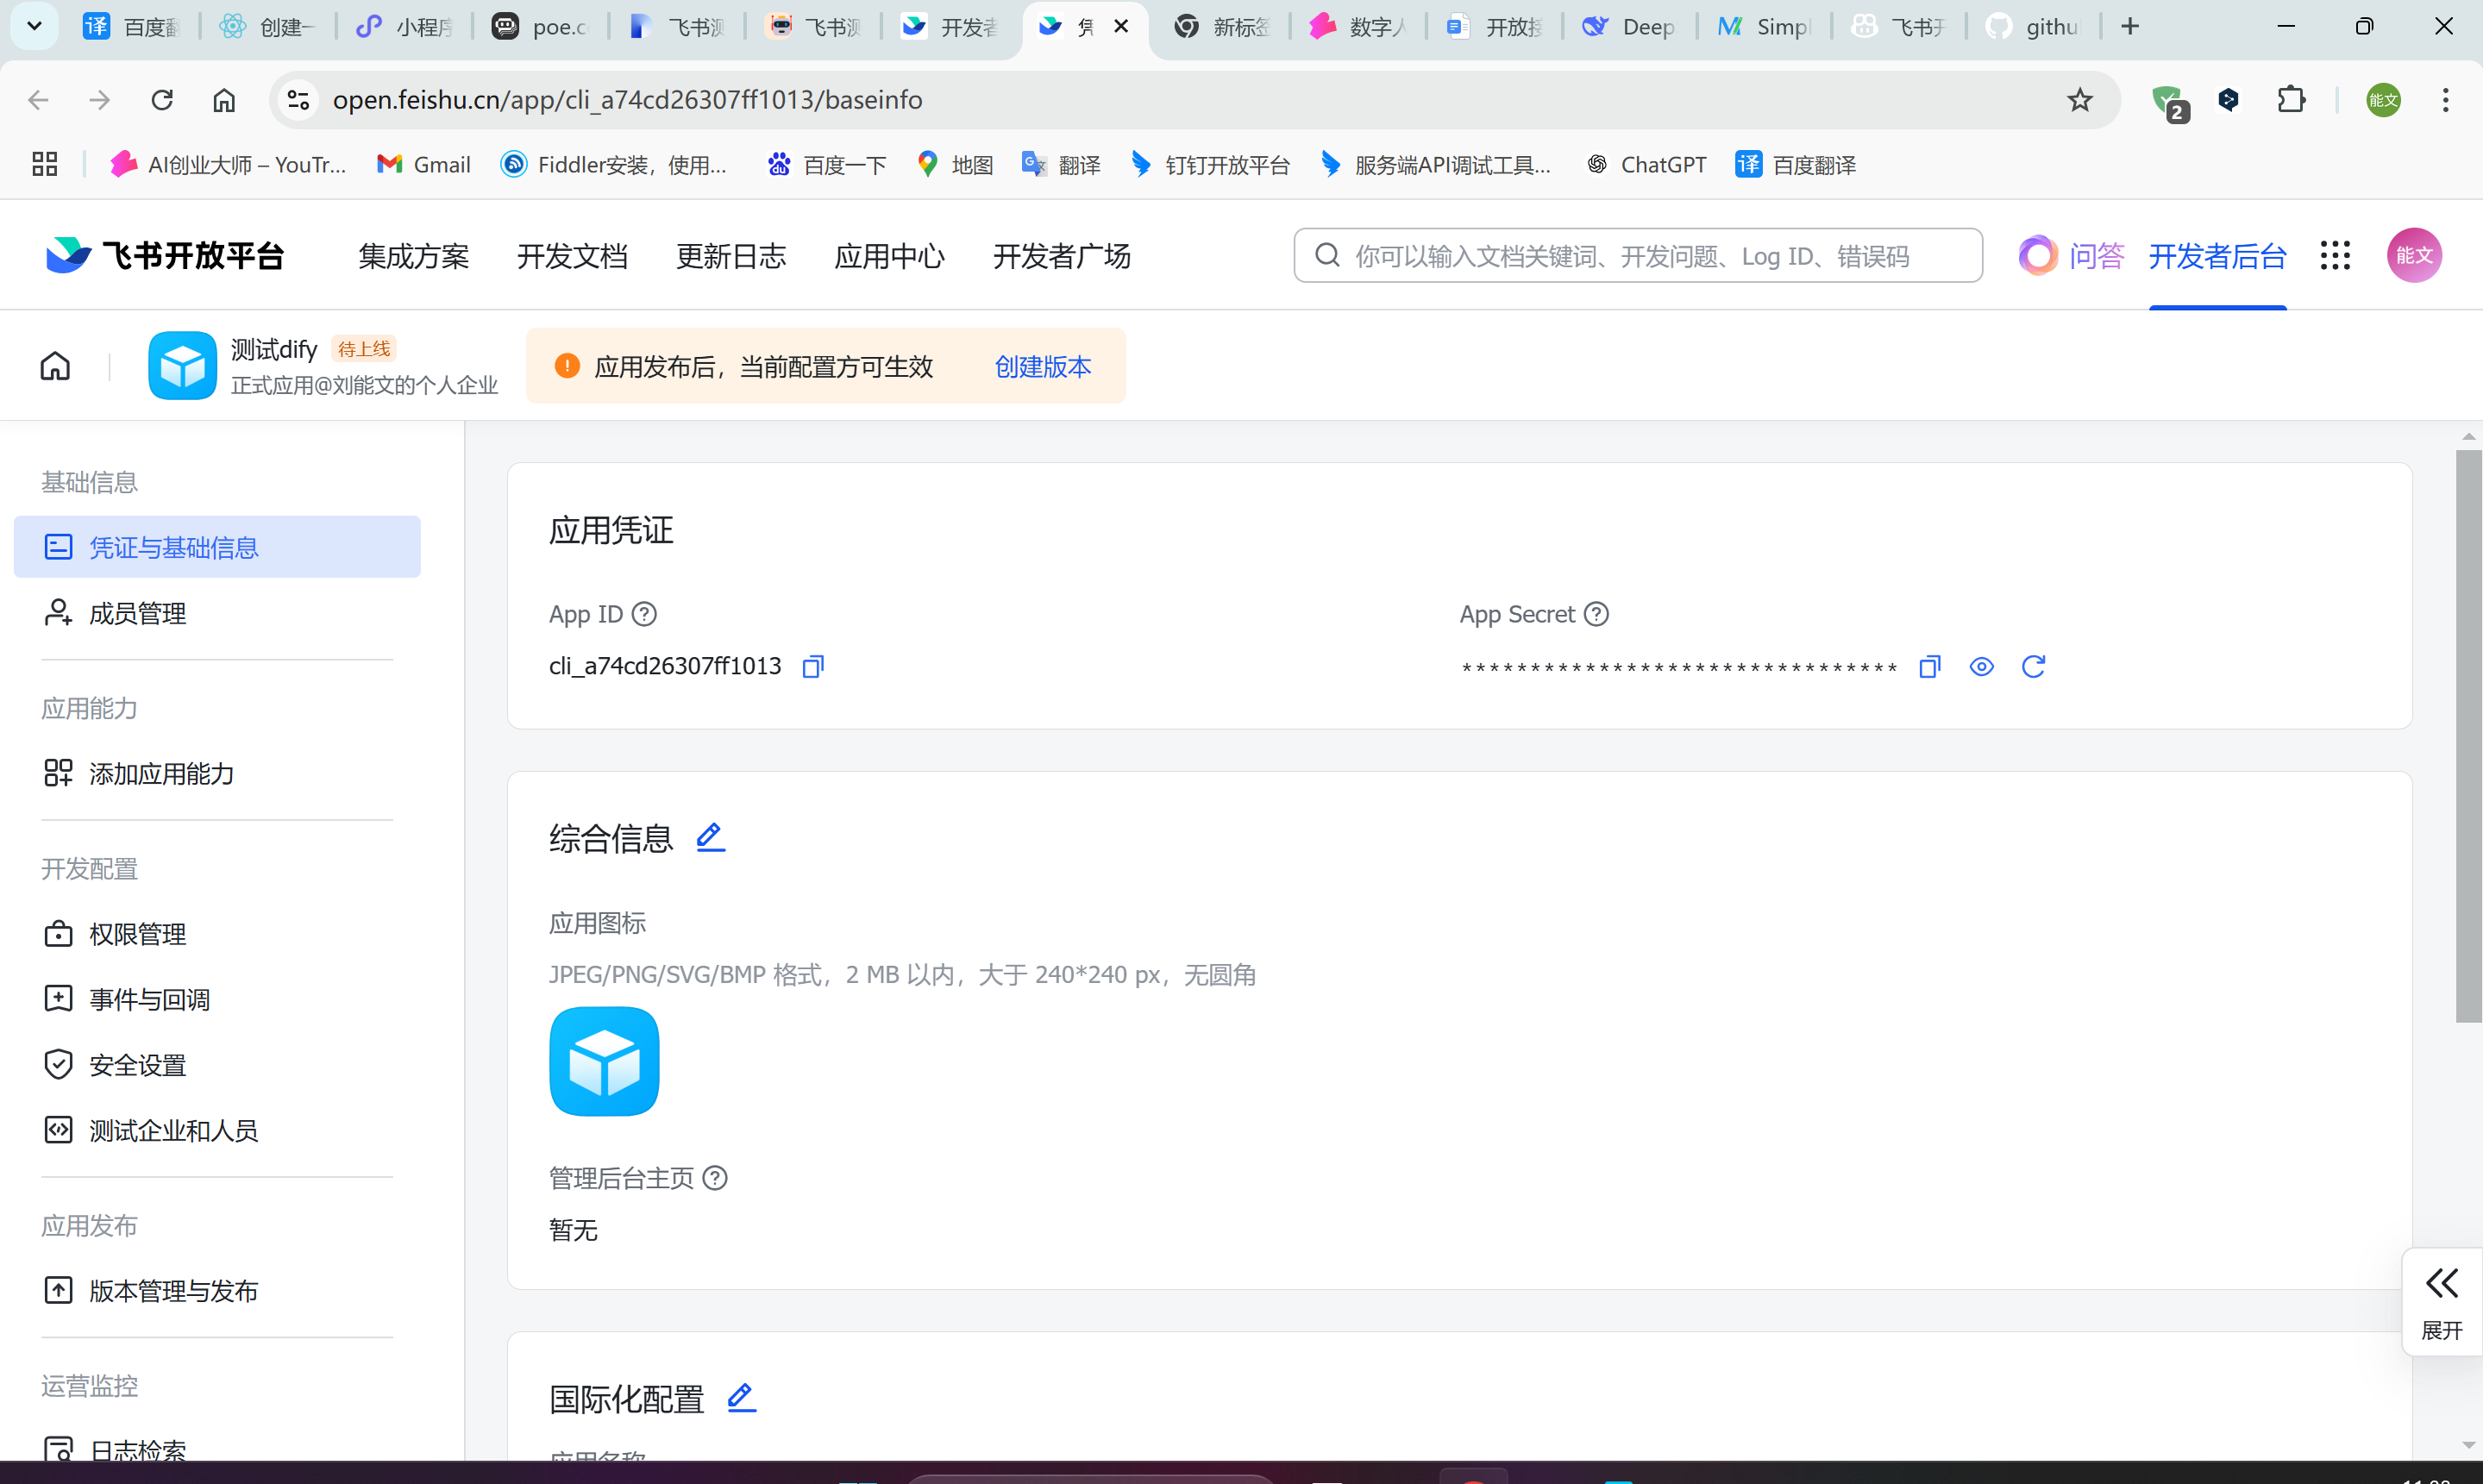 百度翻
创建一
小程序
poe.c
飞书测
飞书测
开发者
凭
新标签
数字人
开放接
Deep
Simpl
飞书开
githu
open.feishu.cn/app/cli_a74cd26307ff1013/baseinfo
2
能文
AI创业大师 – YouTr...
Gmail
Fiddler安装，使用...
百度一下
地图
翻译
钉钉开放平台
服务端API调试工具...
ChatGPT
译 百度翻译
飞书开放平台
集成方案
开发文档
更新日志
应用中心
开发者广场
你可以输入文档关键词、开发问题、Log ID、错误码
问答
开发者后台
能文
测试dify 待上线
正式应用@刘能文的个人企业
应用发布后，当前配置方可生效
创建版本
基础信息
凭证与基础信息
成员管理
应用能力
添加应用能力
开发配置
权限管理
事件与回调
安全设置
测试企业和人员
应用发布
版本管理与发布
运营监控
日志检索
应用凭证
App ID
cli_a74cd26307ff1013
App Secret
********************************
综合信息
应用图标
JPEG/PNG/SVG/BMP 格式，2 MB 以内，大于 240*240 px，无圆角
管理后台主页
暂无
国际化配置
应用名称
展开